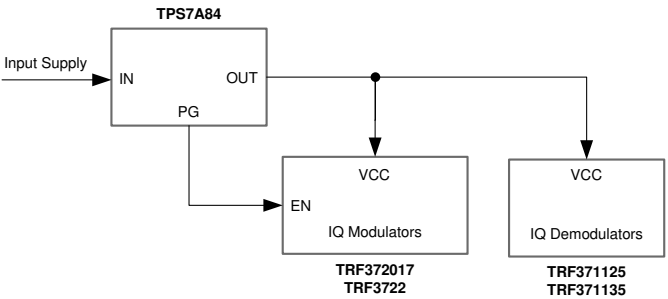 TPS7A84
Input Supply
IN
OUT
PG
VCC
VCC
EN
IQ Modulators
IQ Demodulators
TRF372017
TRF3722
TRF371125
TRF371135